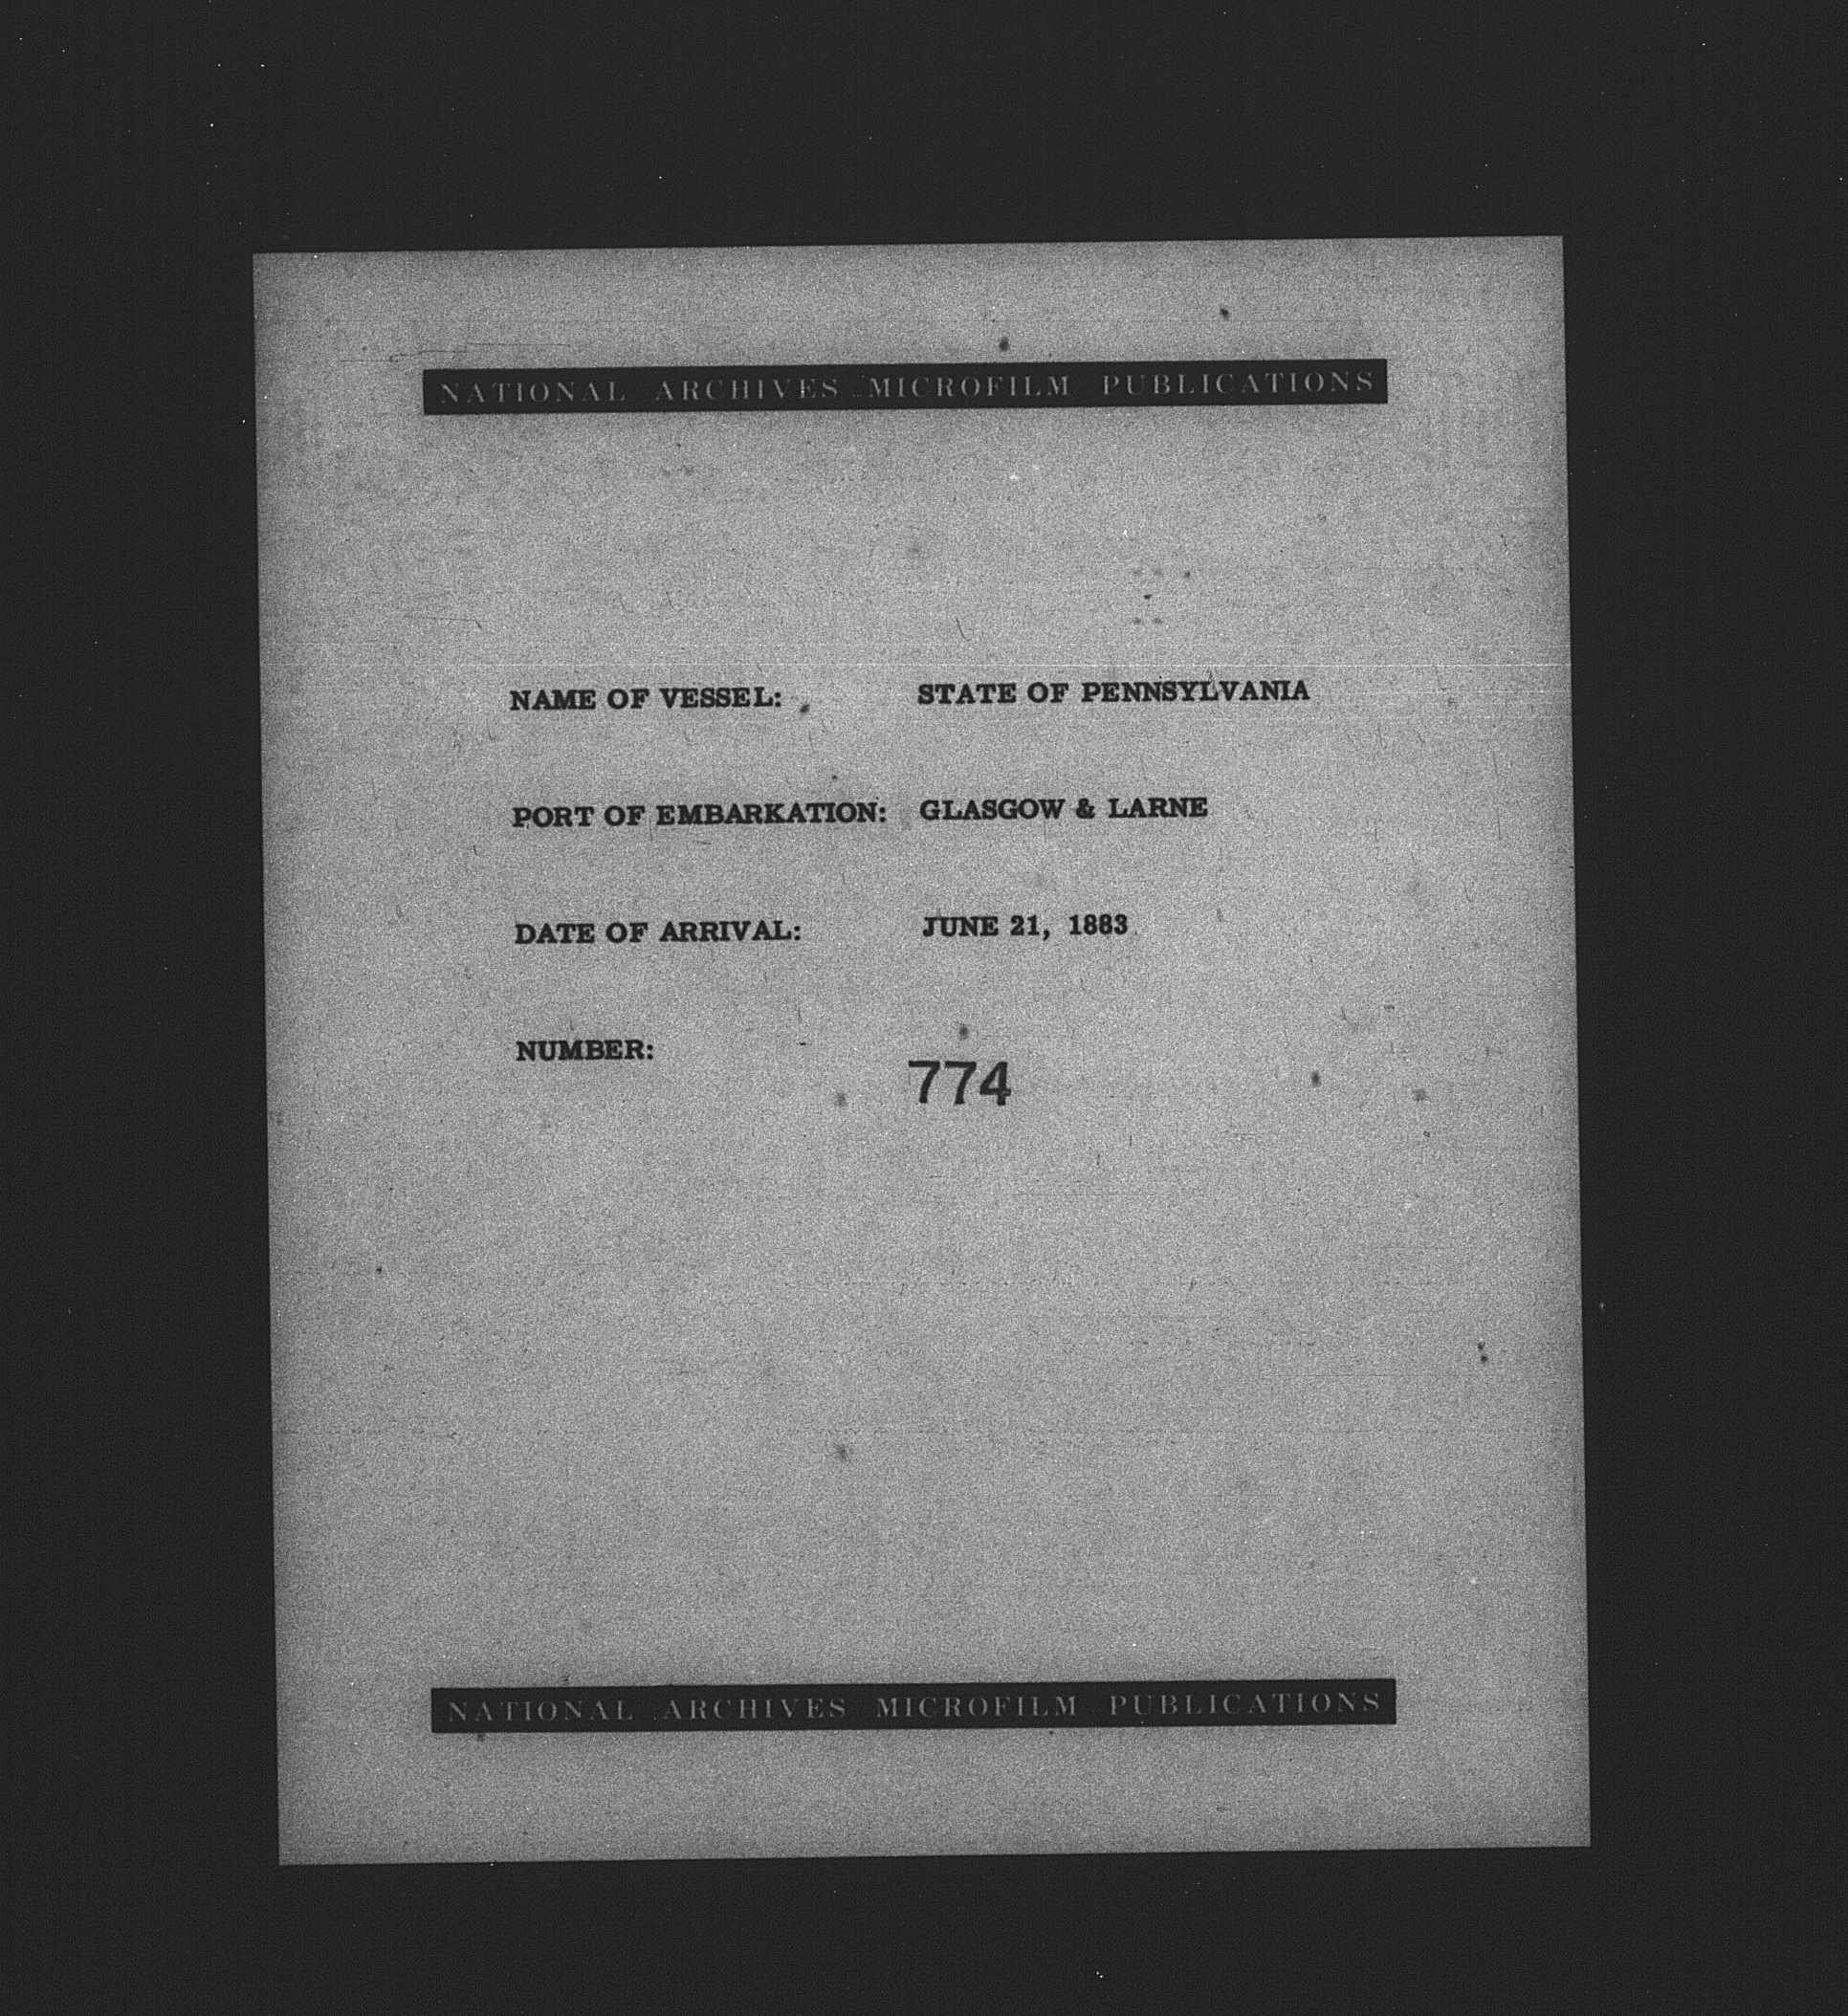 NATIONAL ARCHIVES MICROFILM PUBLICATIONS
NAME OF VESSEL: STATE OF PENNSYLVANIA
PORT OF EMBARKATION: GLASGOW & LARNE
DATE OF ARRIVAL: JUNE 21, 1883
NUMBER: 774
NATIONAL ARCHIVES MICROFILM PUBLICATIONS